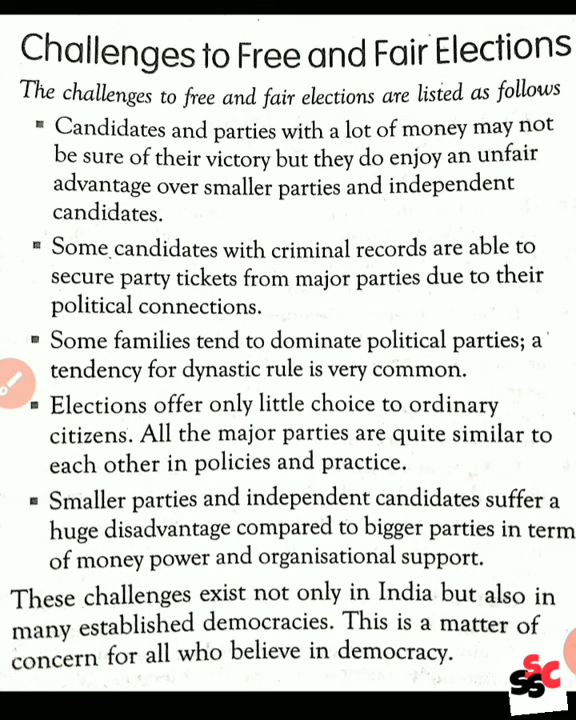 Challenges to Free and Fair Elections
The challenges to free and fair elections are listed as follows
▪ Candidates and parties with a lot of money may not
be sure of their victory but they do enjoy an unfair
advantage over smaller parties and independent
candidates.
▪ Some candidates with criminal records are able to
secure party tickets from major parties due to their
political connections.
▪ Some families tend to dominate political parties; a
tendency for dynastic rule is very common.
▪ Elections offer only little choice to ordinary
citizens. All the major parties are quite similar to
each other in policies and practice.
▪ Smaller parties and independent candidates suffer a
huge disadvantage compared to bigger parties in term
of money power and organisational support.
These challenges exist not only in India but also in
many established democracies. This is a matter of
concern for all who believe in democracy.
SSC